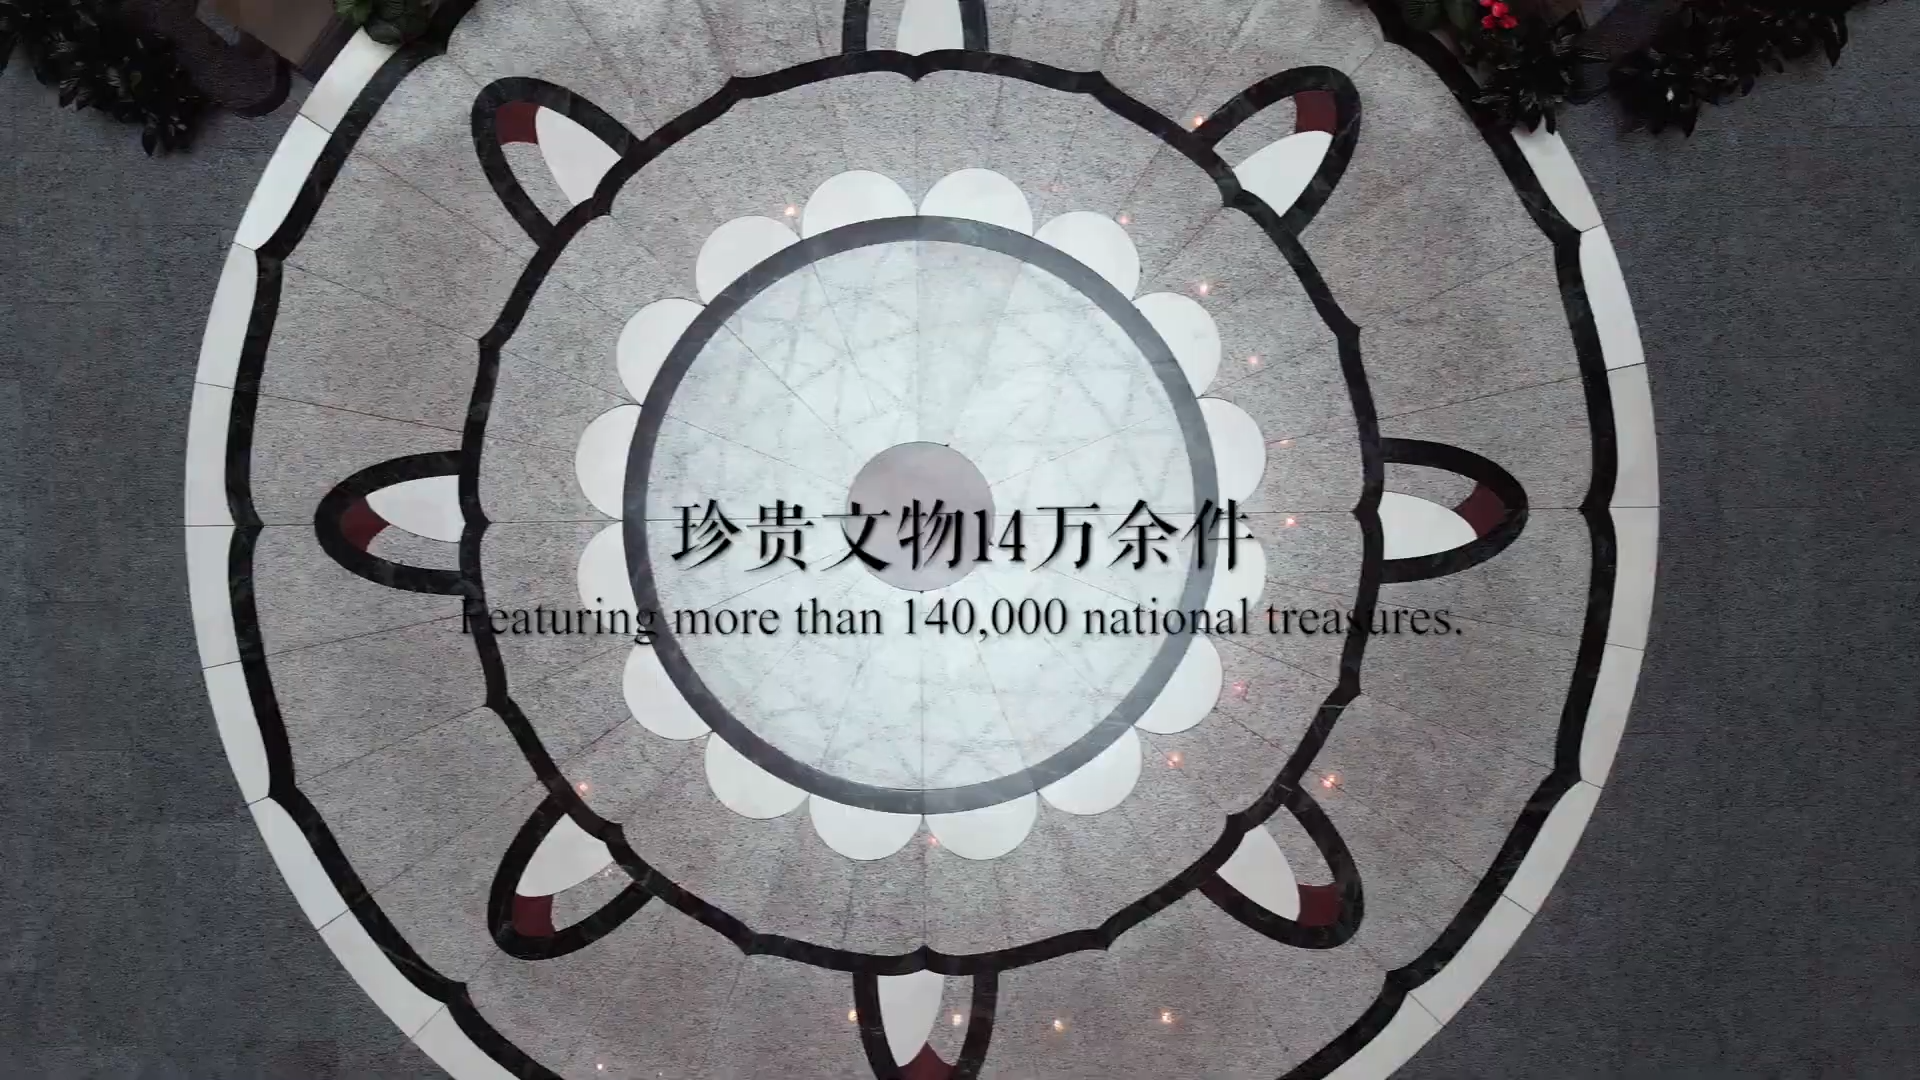 珍贵文物14万余件
Featuring more than 140,000 national treasures.